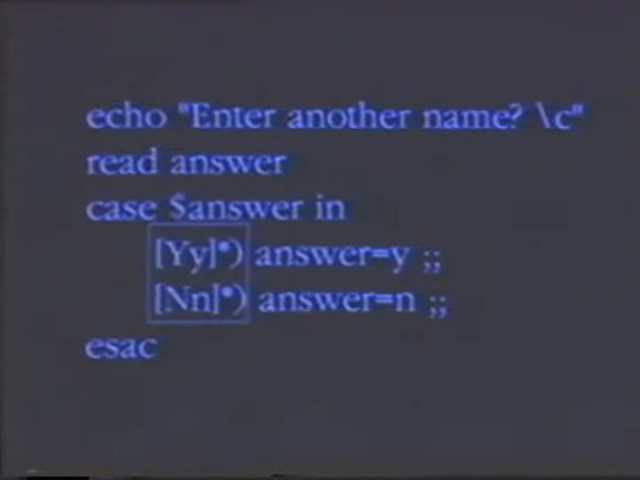 echo "Enter another name? \c"
read answer
case $answer in
[Yy]*) answer=y ;;
[Nn]*) answer=n ;;
esac